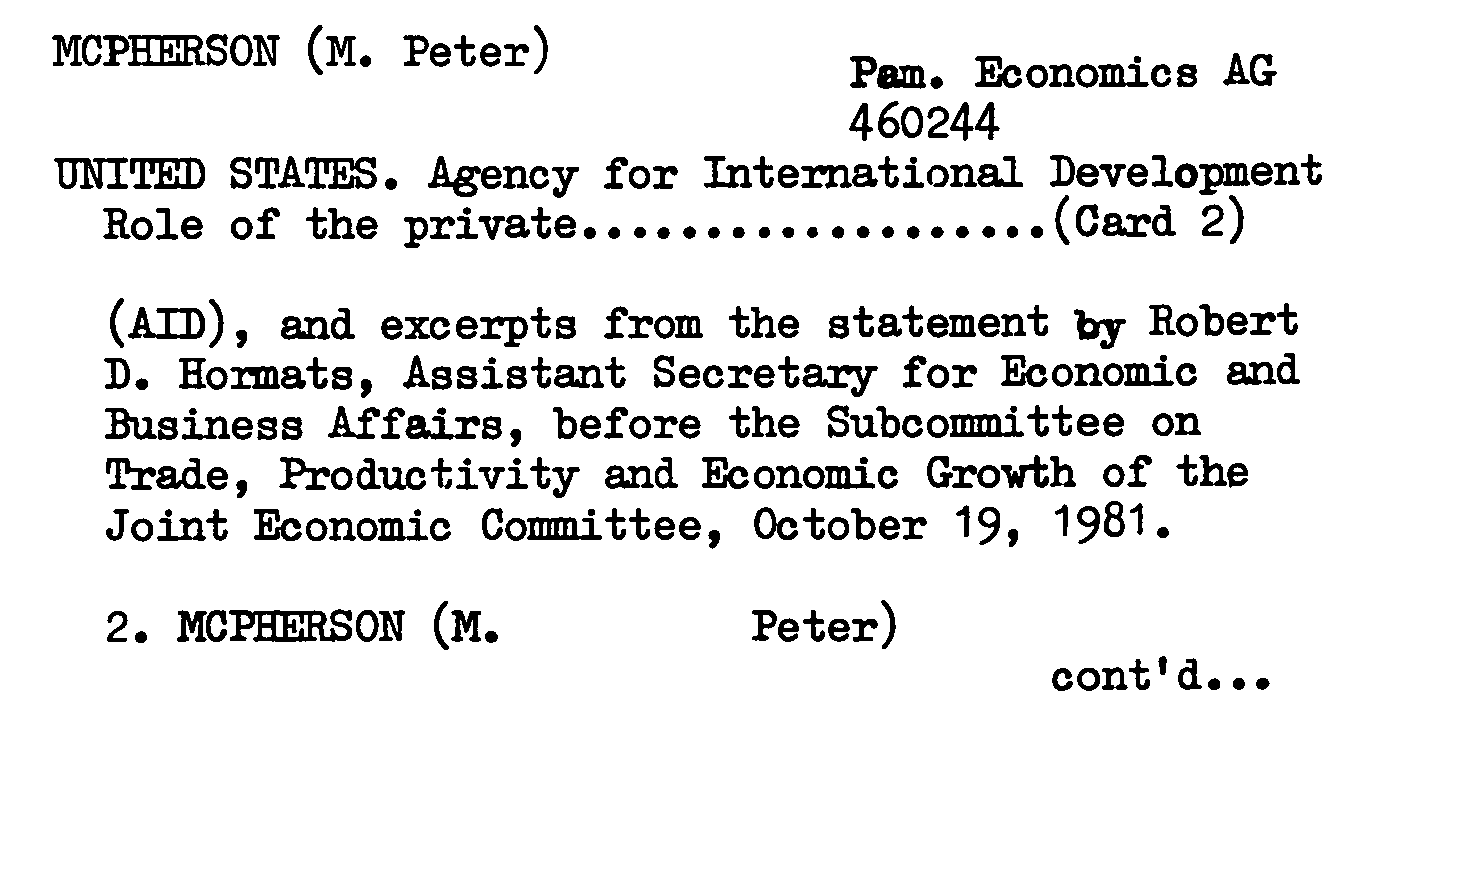 MCPHERSON (M. Peter)
Pam. Economics AG
460244
UNITED STATES. Agency for International Development
Role of the private...................(Card 2)
(AID), and excerpts from the statement by Robert
D. Hormats, Assistant Secretary for Economic and
Business Affairs, before the Subcommittee on
Trade, Productivity and Economic Growth of the
Joint Economic Committee, October 19, 1981.
2. MCPHERSON (M. Peter)
cont'd...